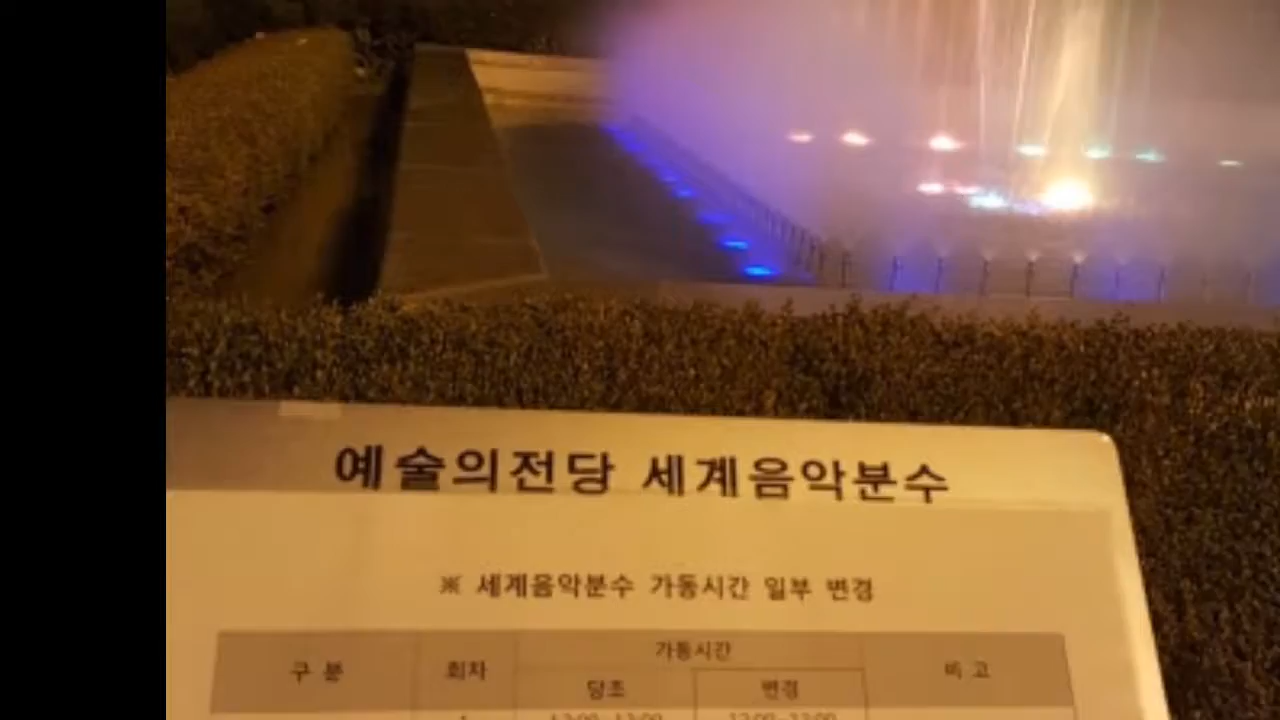 예술의전당 세계음악분수
※ 세계음악분수 가동시간 일부 변경
구 분 회차 가동시간 비 고
당초 변경